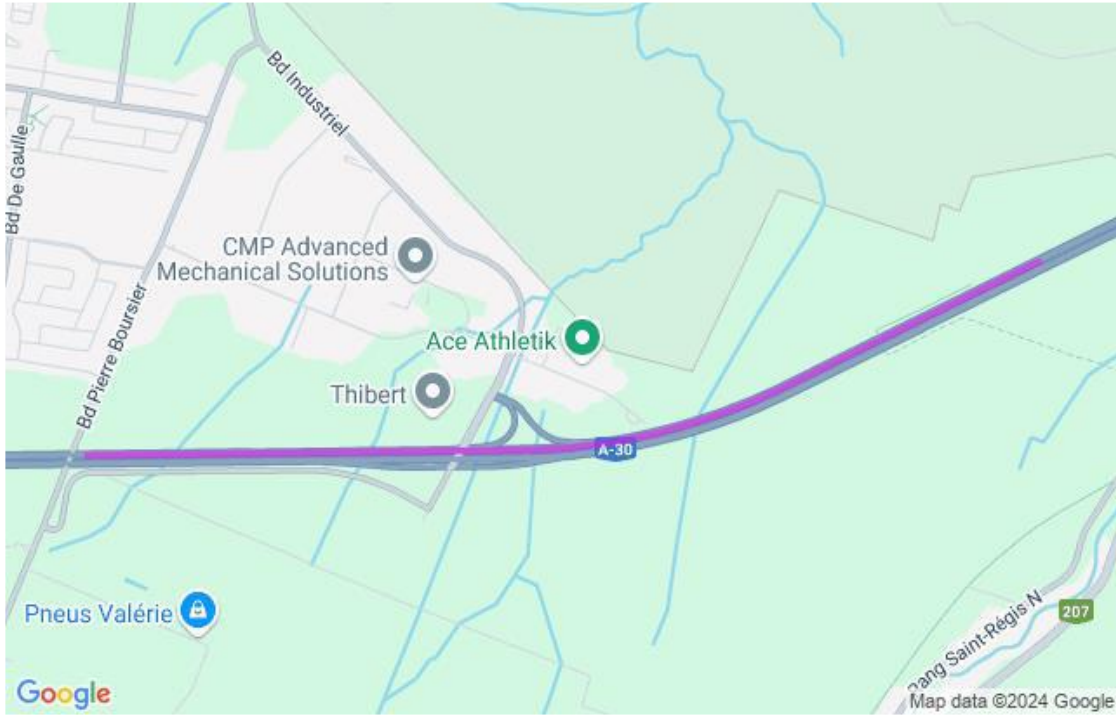 Bd Industriel
Bd De Gaulle
CMP Advanced
Mechanical Solutions
Bd Pierre Boursier
Ace Athletik
Thibert
A-30
Pneus Valérie
Rang Saint-Régis N
207
Google
Map data ©2024 Google